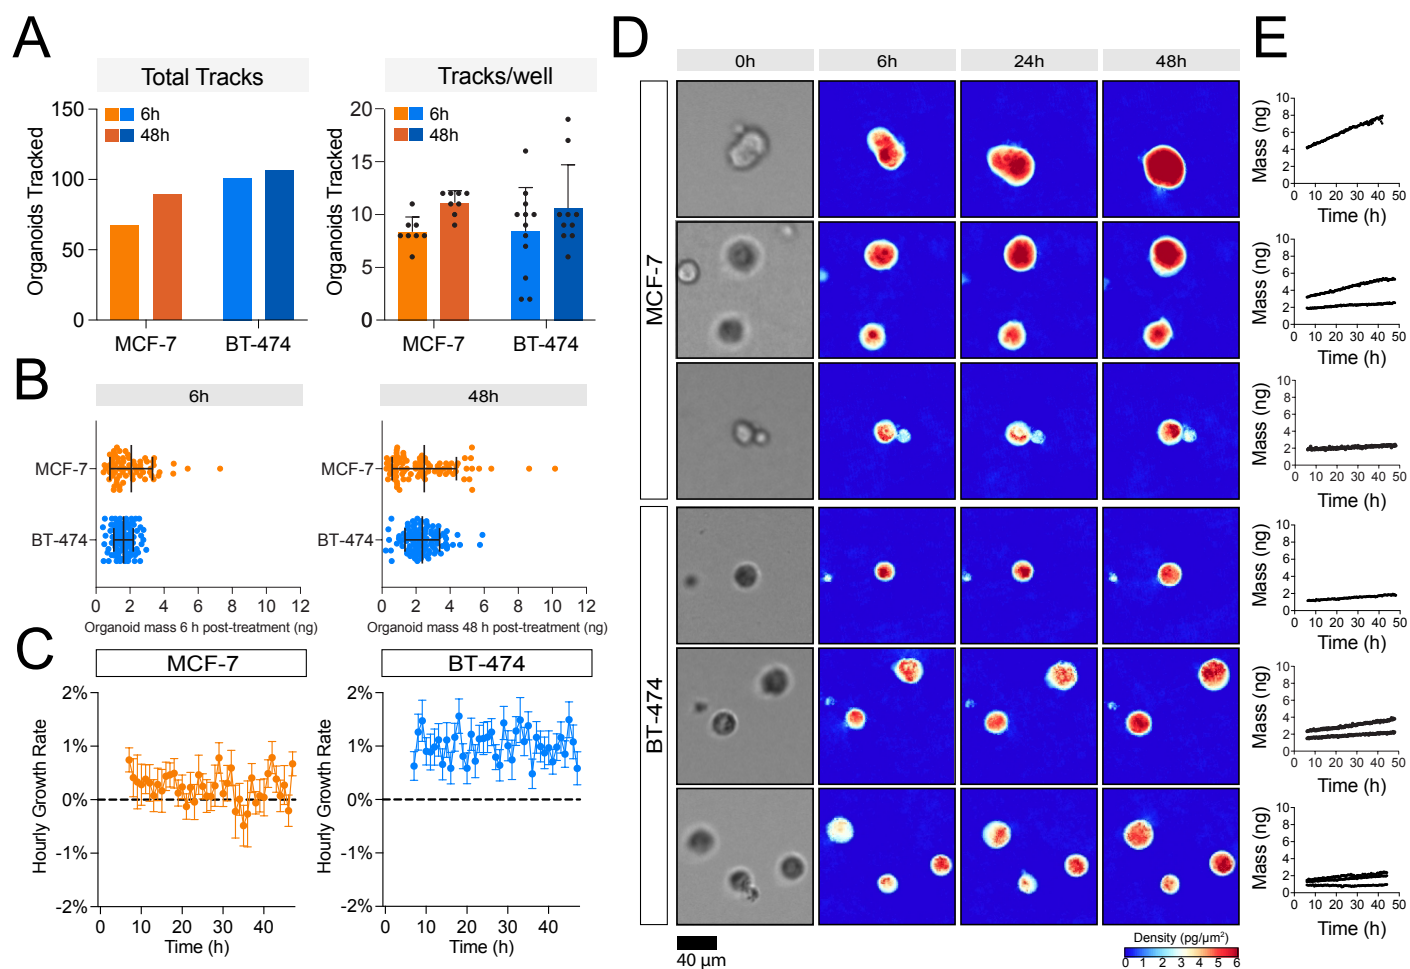 A
Total Tracks
Tracks/well
Organoids Tracked
150
100
50
0
6h
48h
MCF-7
BT-474
Organoids Tracked
20
15
10
5
0
6h
48h
MCF-7
BT-474
B
6h
48h
MCF-7
BT-474
0 2 4 6 8 10 12
Organoid mass 6 h post-treatment (ng)
MCF-7
BT-474
0 2 4 6 8 10 12
Organoid mass 48 h post-treatment (ng)
C
MCF-7
BT-474
Hourly Growth Rate
2%
1%
0%
-1%
-2%
0 10 20 30 40
Time (h)
Hourly Growth Rate
2%
1%
0%
-1%
-2%
0 10 20 30 40
Time (h)
D
0h
6h
24h
48h
MCF-7
BT-474
40 µm
Density (pg/µm²)
0 1 2 3 4 5 6
E
Mass (ng)
10
8
6
4
2
0
0 10 20 30 40 50
Time (h)
Mass (ng)
10
8
6
4
2
0
0 10 20 30 40 50
Time (h)
Mass (ng)
10
8
6
4
2
0
0 10 20 30 40 50
Time (h)
Mass (ng)
10
8
6
4
2
0
0 10 20 30 40 50
Time (h)
Mass (ng)
10
8
6
4
2
0
0 10 20 30 40 50
Time (h)
Mass (ng)
10
8
6
4
2
0
0 10 20 30 40 50
Time (h)